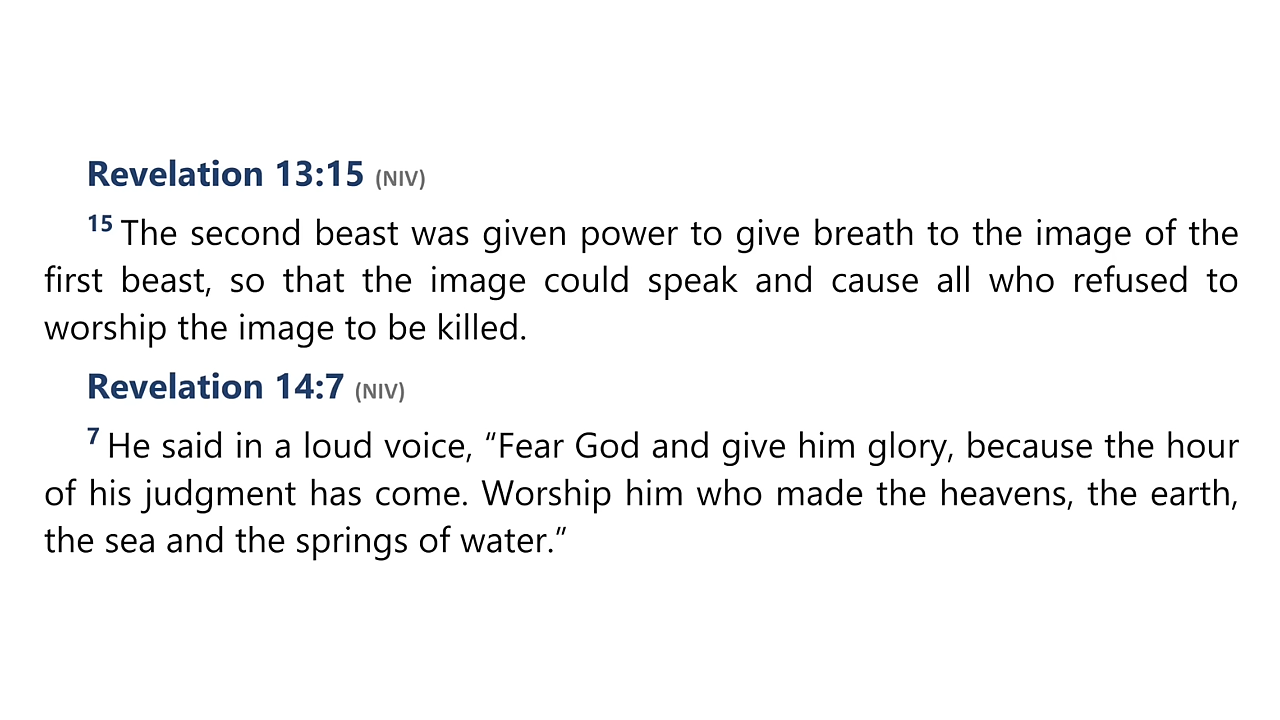 Revelation 13:15 (NIV)
15 The second beast was given power to give breath to the image of the
first beast, so that the image could speak and cause all who refused to
worship the image to be killed.
Revelation 14:7 (NIV)
7 He said in a loud voice, “Fear God and give him glory, because the hour
of his judgment has come. Worship him who made the heavens, the earth,
the sea and the springs of water.”